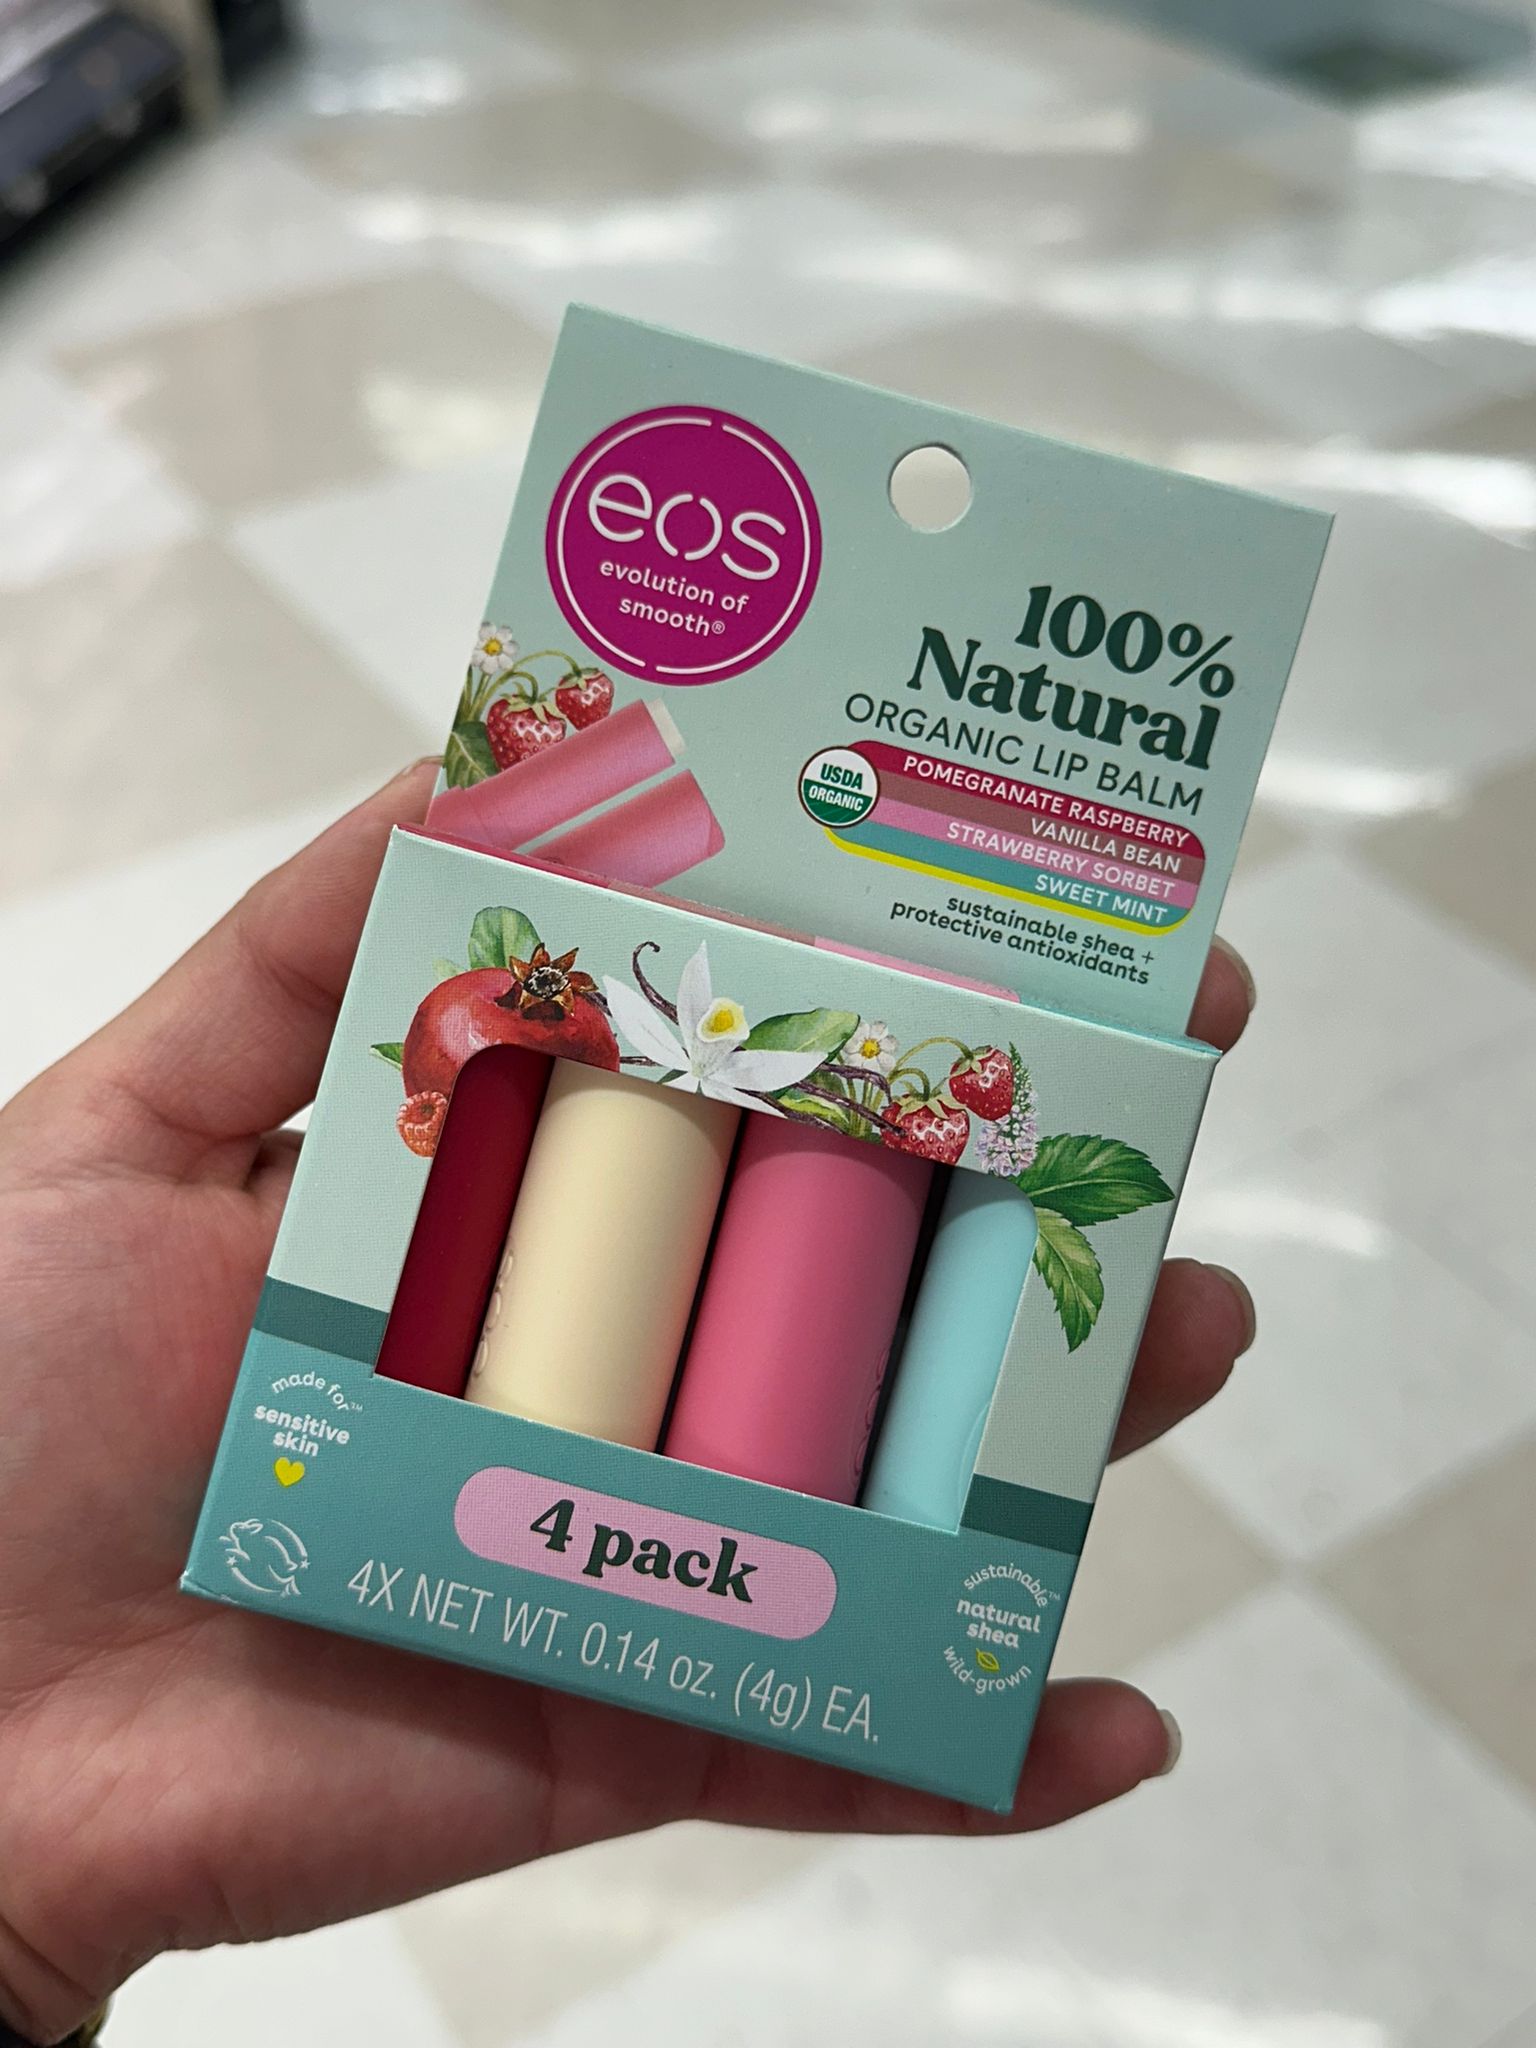 eos
evolution of
smooth®
100%
Natural
ORGANIC LIP BALM
USDA
ORGANIC
POMEGRANATE RASPBERRY
VANILLA BEAN
STRAWBERRY SORBET
SWEET MINT
sustainable shea +
protective antioxidants
made for™
sensitive
skin
4 pack
4X NET WT. 0.14 oz. (4g) EA.
sustainable™
natural
shea
wild-grown